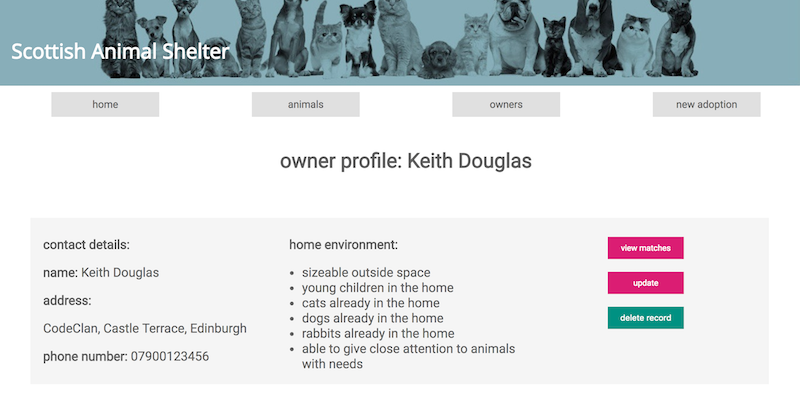 Scottish Animal Shelter
home
animals
owners
new adoption
owner profile: Keith Douglas
contact details:
name: Keith Douglas
address:
CodeClan, Castle Terrace, Edinburgh
phone number: 07900123456
home environment:
• sizeable outside space
• young children in the home
• cats already in the home
• dogs already in the home
• rabbits already in the home
• able to give close attention to animals
with needs
view matches
update
delete record